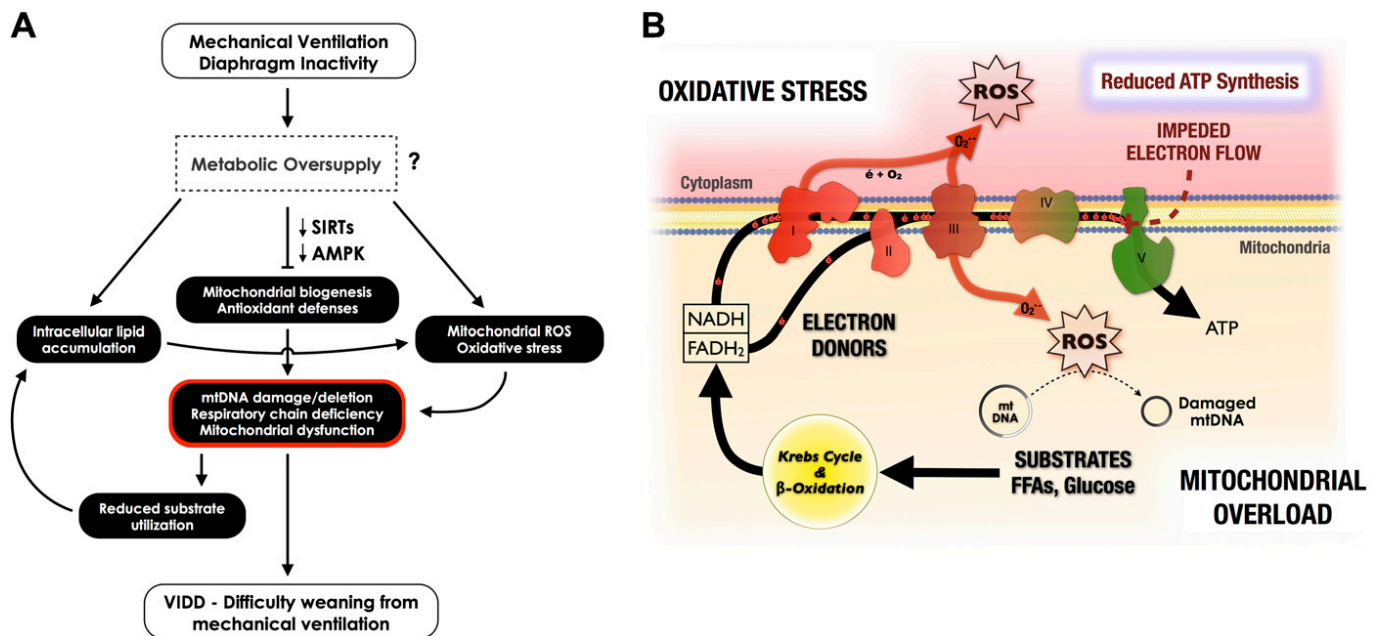 A
Mechanical Ventilation
Diaphragm Inactivity
Metabolic Oversupply
?
↓ SIRTs
↓ AMPK
Mitochondrial biogenesis
Antioxidant defenses
Intracellular lipid
accumulation
Mitochondrial ROS
Oxidative stress
mtDNA damage/deletion
Respiratory chain deficiency
Mitochondrial dysfunction
Reduced substrate
utilization
VIDD - Difficulty weaning from
mechanical ventilation
B
OXIDATIVE STRESS
ROS
Reduced ATP Synthesis
IMPEDED
ELECTRON FLOW
O₂•-
é + O₂
Cytoplasm
Mitochondria
I
II
III
IV
V
é
é
NADH
FADH₂
ELECTRON
DONORS
O₂•-
ROS
ATP
mt
DNA
Damaged
mtDNA
Krebs Cycle
&
β-Oxidation
SUBSTRATES
FFAs, Glucose
MITOCHONDRIAL
OVERLOAD